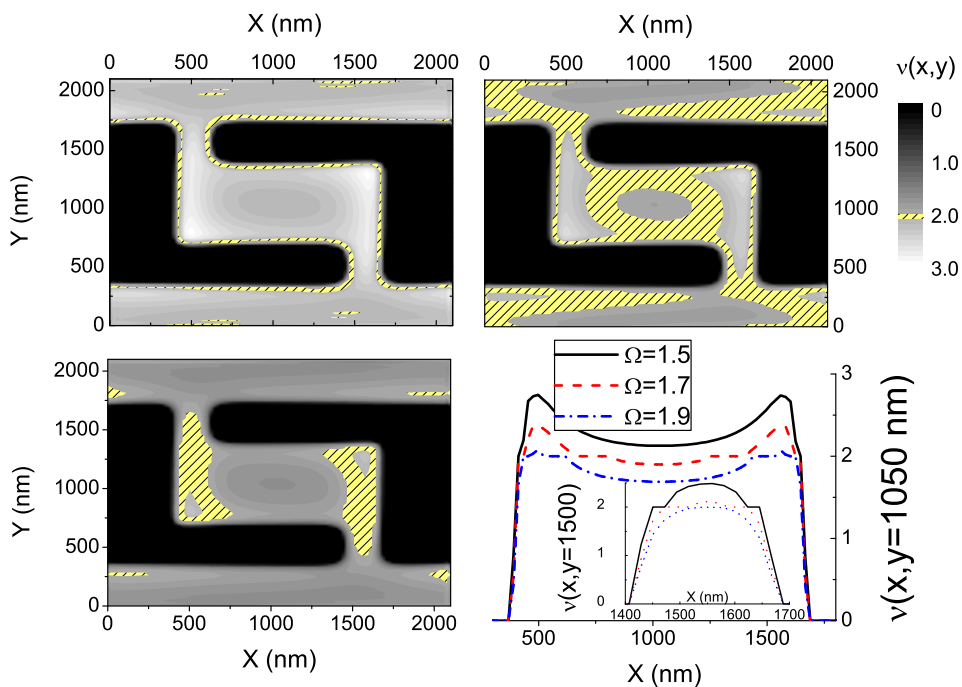 X (nm)
X (nm)
0 500 1000 1500 2000
0 500 1000 1500 2000
ν(x,y)
2000
1500
1000
500
0
Y (nm)
2000
1500
1000
500
0
0
1.0
2.0
3.0
2000
1500
1000
500
0
Y (nm)
0 500 1000 1500 2000
X (nm)
Ω=1.5
Ω=1.7
Ω=1.9
3
2
1
0
ν(x,y=1050 nm)
ν(x,y=1500)
2
1
0
X (nm)
1400 1500 1600 1700
500 1000 1500
X (nm)